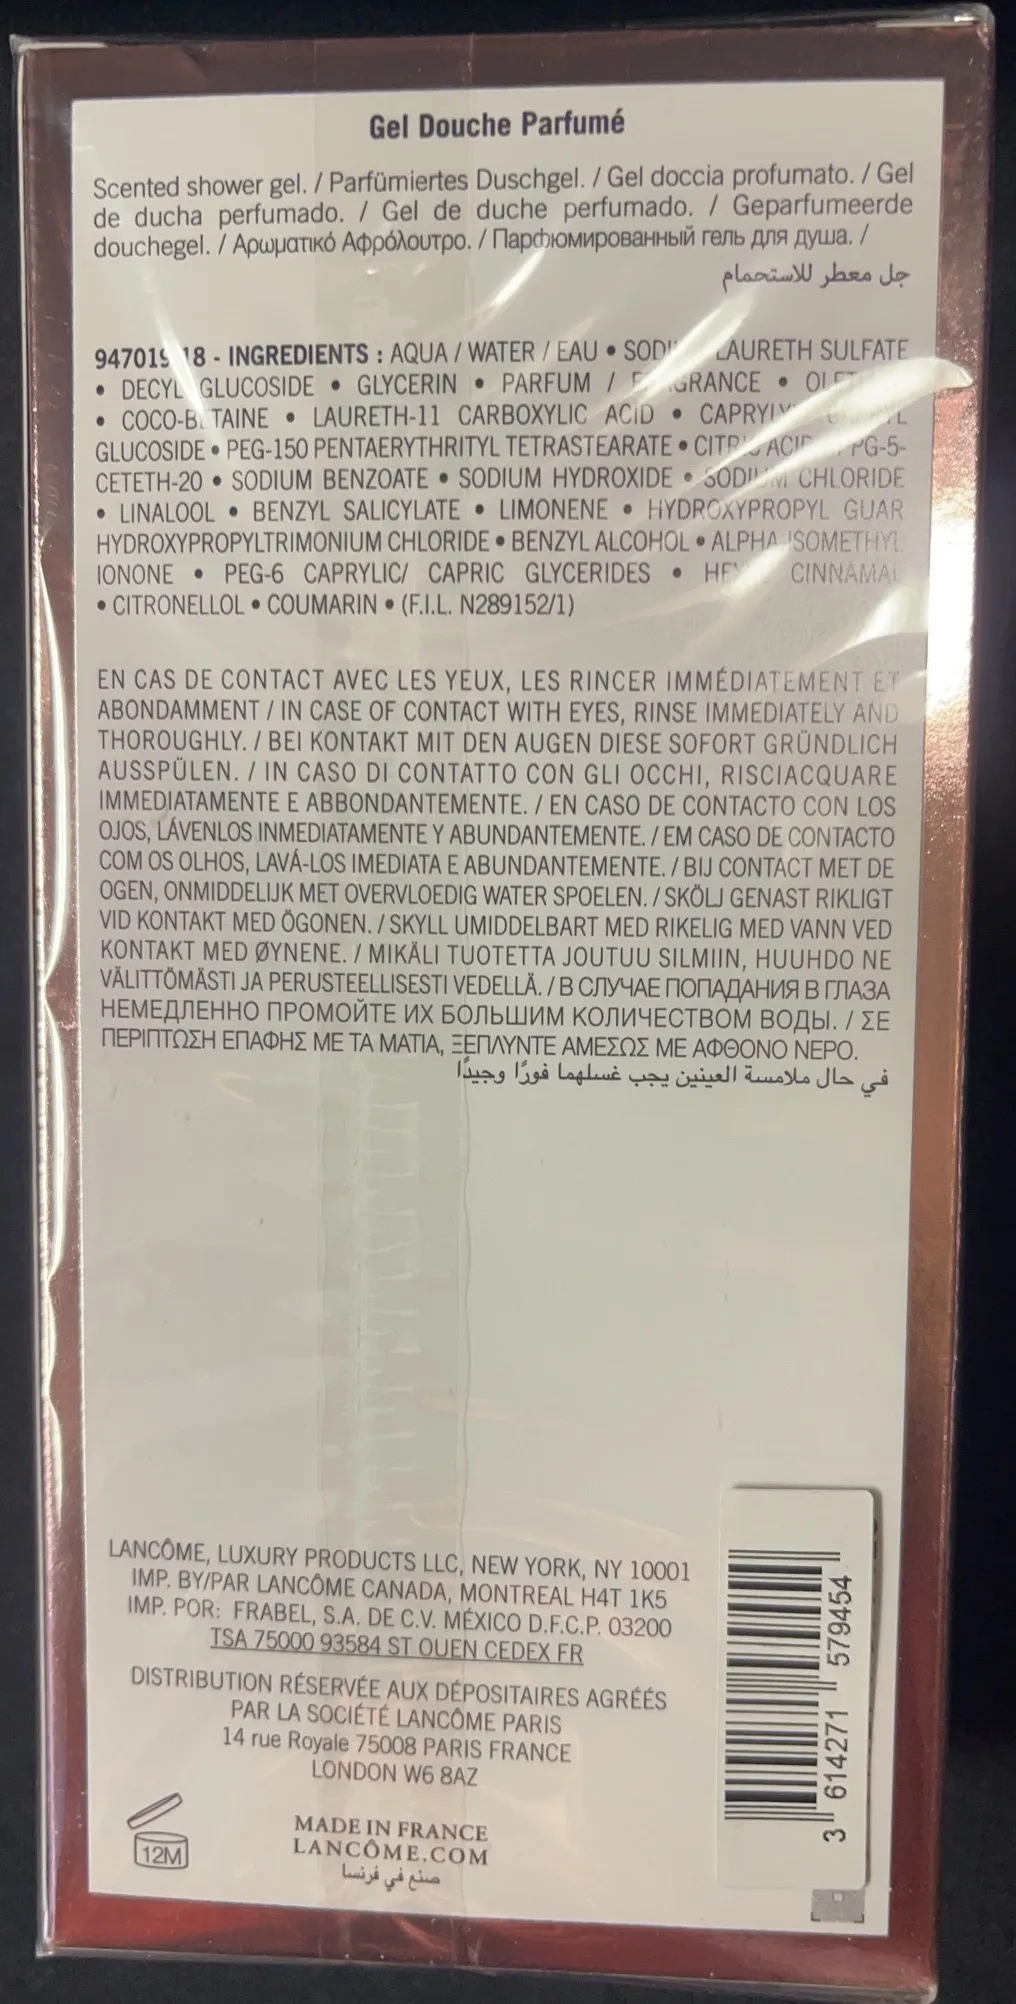 Gel Douche Parfumé
Scented shower gel. / Parfümiertes Duschgel. / Gel doccia profumato. / Gel
de ducha perfumado. / Gel de duche perfumado. / Geparfumeerde
douchegel. / Αρωματικό Αφρόλουτρο. / Парфюмированный гель для душа. /
جل معطر للاستحمام
- INGREDIENTS : AQUA / WATER / EAU • LAURETH SULFATE
• DECYL GLUCOSIDE • GLYCERIN • PARFUM / FRAGRANCE •
• COCO-BETAINE • LAURETH-11 CARBOXYLIC ACID •
GLUCOSIDE • PEG-150 PENTAERYTHRITYL TETRASTEARATE • CITRIC ACID • PPG-5-
CETETH-20 • SODIUM BENZOATE • SODIUM HYDROXIDE • SODIUM CHLORIDE
• LINALOOL • BENZYL SALICYLATE • LIMONENE • HYDROXYPROPYL GUAR
HYDROXYPROPYLTRIMONIUM CHLORIDE • BENZYL ALCOHOL • ALPHA-ISOMETHYL
IONONE • PEG-6 CAPRYLIC/ CAPRIC GLYCERIDES • HEXYL CINNAMAL
• CITRONELLOL • COUMARIN • (F.I.L. N289152/1)
EN CAS DE CONTACT AVEC LES YEUX, LES RINCER IMMÉDIATEMENT ET
ABONDAMMENT / IN CASE OF CONTACT WITH EYES, RINSE IMMEDIATELY AND
THOROUGHLY. / BEI KONTAKT MIT DEN AUGEN DIESE SOFORT GRÜNDLICH
AUSSPÜLEN. / IN CASO DI CONTATTO CON GLI OCCHI, RISCIACQUARE
IMMEDIATAMENTE E ABBONDANTEMENTE. / EN CASO DE CONTACTO CON LOS
OJOS, LÁVENLOS INMEDIATAMENTE Y ABUNDANTEMENTE. / EM CASO DE CONTACTO
COM OS OLHOS, LAVÁ-LOS IMEDIATA E ABUNDANTEMENTE. / BIJ CONTACT MET DE
OGEN, ONMIDDELIJK MET OVERVLOEDIG WATER SPOELEN. / SKÖLJ GENAST RIKLIGT
VID KONTAKT MED ÖGONEN. / SKYLL UMIDDELBART MED RIKELIG MED VANN VED
KONTAKT MED ØYNENE. / MIKÄLI TUOTETTA JOUTUU SILMIIN, HUUHDO NE
VÄLITTÖMÄSTI JA PERUSTEELLISESTI VEDELLÄ. / В СЛУЧАЕ ПОПАДАНИЯ В ГЛАЗА
НЕМЕДЛЕННО ПРОМОЙТЕ ИХ БОЛЬШИМ КОЛИЧЕСТВОМ ВОДЫ. / ΣΕ
ΠΕΡΙΠΤΩΣΗ ΕΠΑΦΗΣ ΜΕ ΤΑ ΜΑΤΙΑ, ΞΕΠΛΥΝΤΕ ΑΜΕΣΩΣ ΜΕ ΑΦΘΟΝΟ ΝΕΡΟ.
في حال ملامسة العينين يجب غسلهما فورًا وجيدًا
LANCÔME, LUXURY PRODUCTS LLC, NEW YORK, NY 10001
IMP. BY/PAR LANCÔME CANADA, MONTREAL H4T 1K5
IMP. POR: FRABEL, S.A. DE C.V. MÉXICO D.F.C.P. 03200
TSA 75000 93584 ST OUEN CEDEX FR
DISTRIBUTION RÉSERVÉE AUX DÉPOSITAIRES AGRÉÉS
PAR LA SOCIÉTÉ LANCÔME PARIS
14 rue Royale 75008 PARIS FRANCE
LONDON W6 8AZ
12M
MADE IN FRANCE
LANCÔME.COM
صنع في فرنسا
3 614271 579454